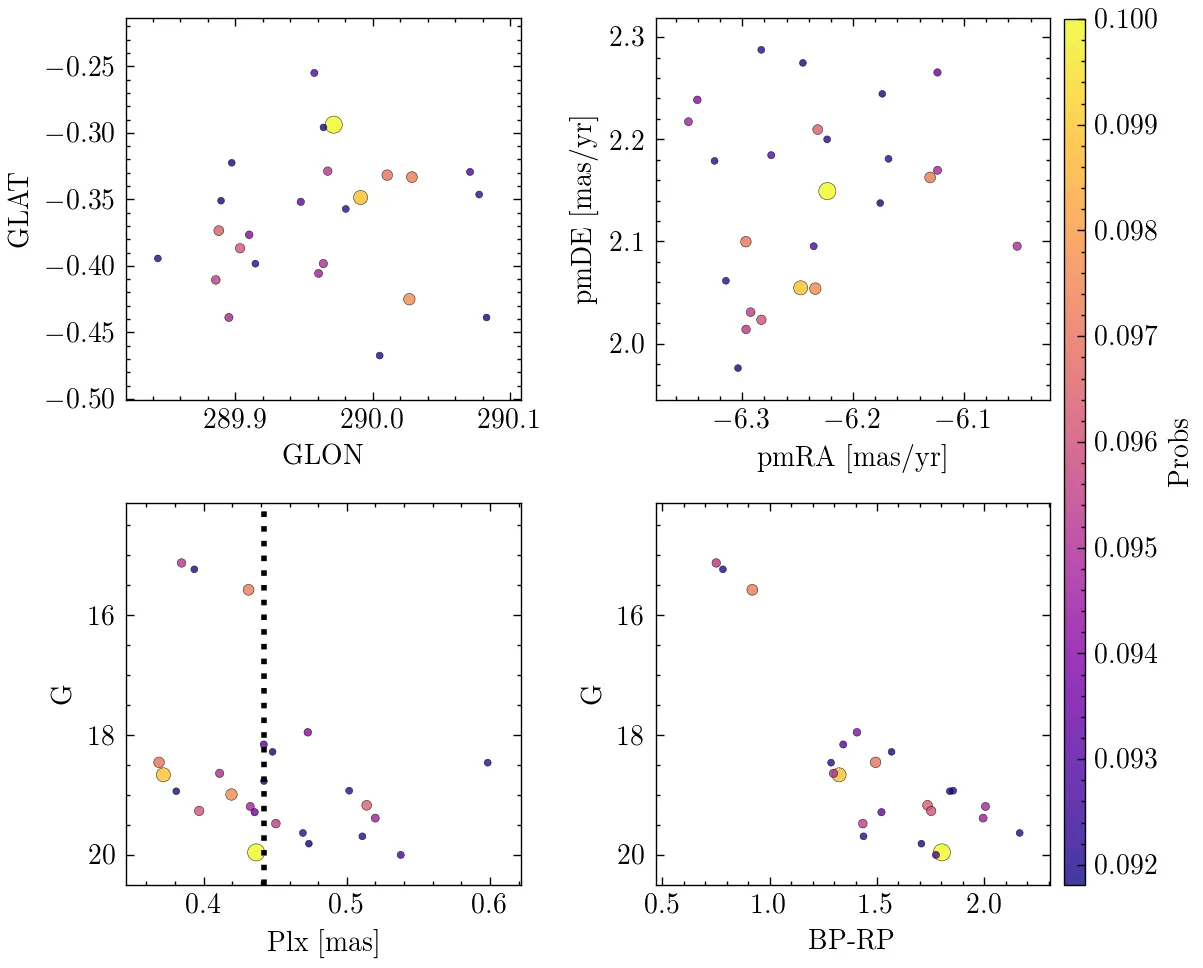 −0.25
−0.30
−0.35
−0.40
−0.45
−0.50
GLAT
289.9 290.0 290.1
GLON
2.3
2.2
2.1
2.0
pmDE [mas/yr]
−6.3 −6.2 −6.1
pmRA [mas/yr]
16
18
20
G
0.4 0.5 0.6
Plx [mas]
16
18
20
G
0.5 1.0 1.5 2.0
BP-RP
0.100
0.099
0.098
0.097
0.096
0.095
0.094
0.093
0.092
Probs